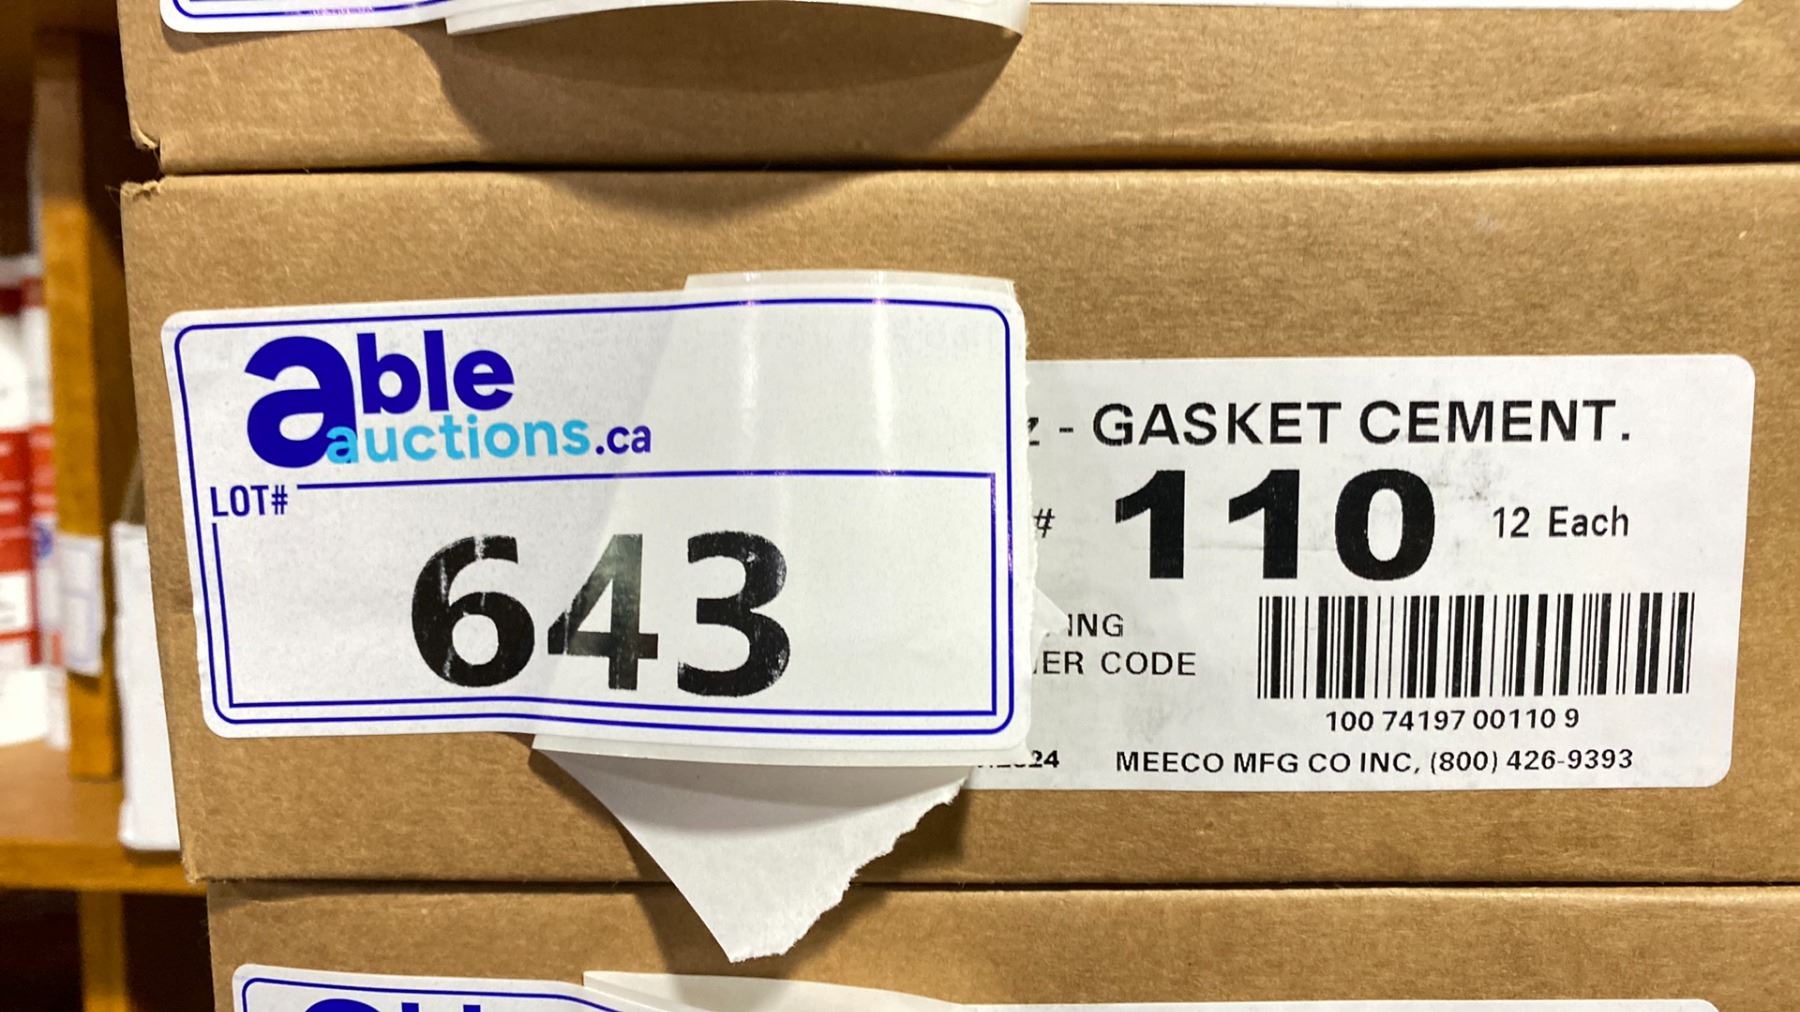 able
auctions.ca
LOT#
643
- GASKET CEMENT.
# 110 12 Each
ING
ER CODE
100 74197 00110 9
24 MEECO MFG CO INC, (800) 426-9393